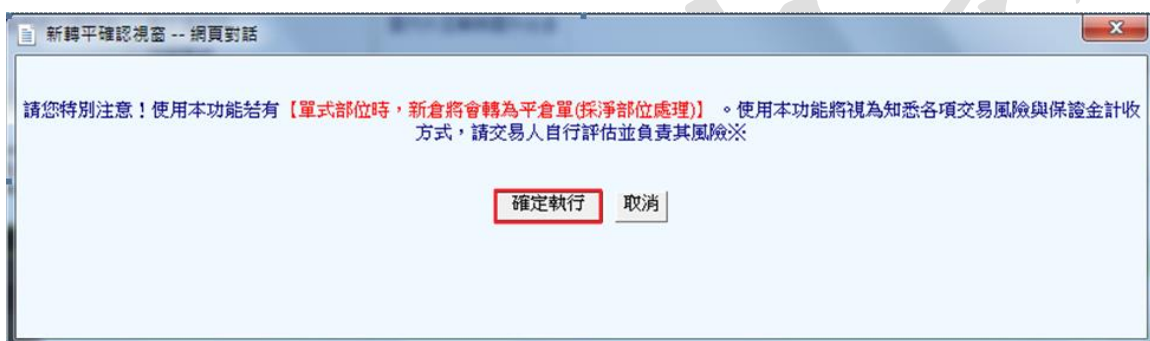 新轉平確認視窗 -- 網頁對話
請您特別注意！使用本功能若有【單式部位時，新倉將會轉為平倉單(採淨部位處理)】。使用本功能將視為知悉各項交易風險與保證金計收
方式，請交易人自行評估並負責其風險※
確定執行 取消